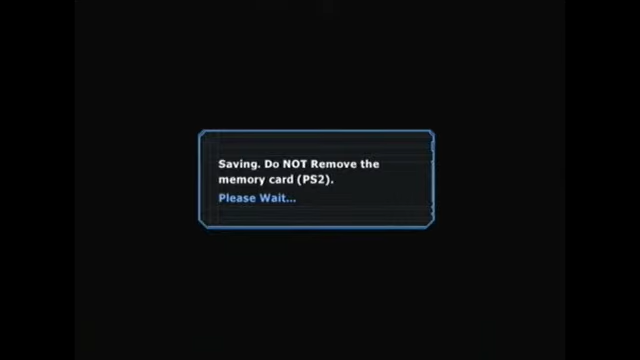 Saving. Do NOT Remove the
memory card (PS2).
Please Wait...